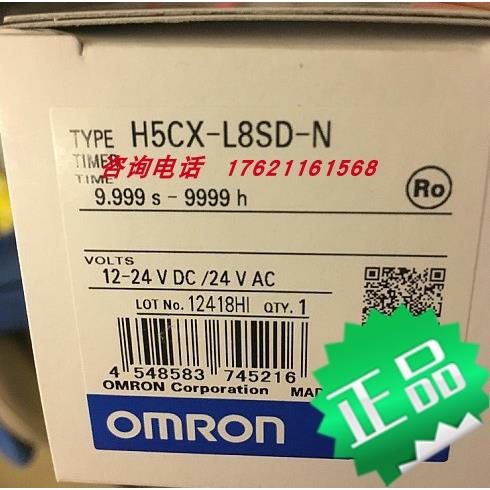 TYPE H5CX-L8SD-N
TIMER
咨询电话 17621161568
TIME
9.999 s - 9999 h
Ro
VOLTS
12-24 V DC /24 V AC
LOT No. 12418HI QTY. 1
4 548583 745216
OMRON Corporation MAD
OMRON
正品